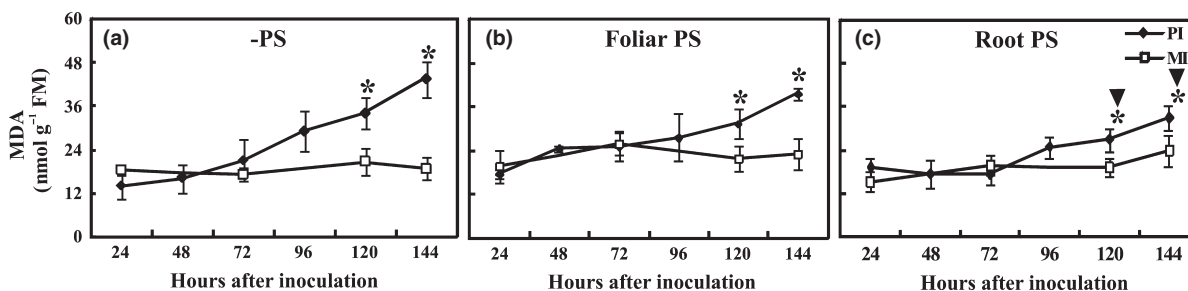 60
48
36
24
12
0
MDA
(nmol g⁻¹ FM)
(a) -PS
* *
24 48 72 96 120 144
Hours after inoculation
(b) Foliar PS
* *
24 48 72 96 120 144
Hours after inoculation
(c) Root PS
PI
MI
▼ ▼
* *
24 48 72 96 120 144
Hours after inoculation